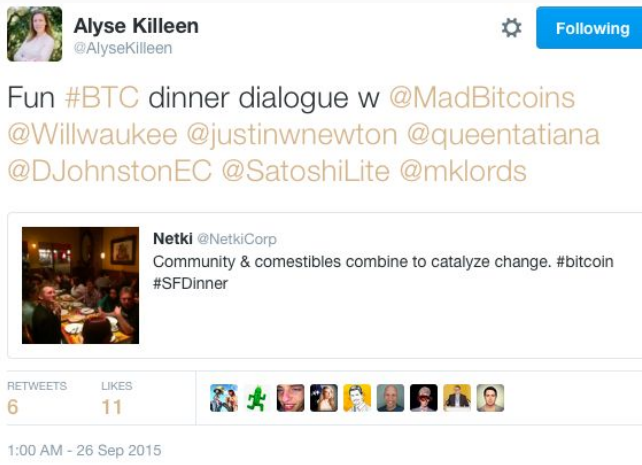 Alyse Killeen
@AlyseKilleen
Following
Fun #BTC dinner dialogue w @MadBitcoins
@Willwaukee @justinwnewton @queentatiana
@DJohnstonEC @SatoshiLite @mklords
Netki @NetkiCorp
Community & comestibles combine to catalyze change. #bitcoin
#SFDinner
RETWEETS LIKES
6 11
1:00 AM - 26 Sep 2015